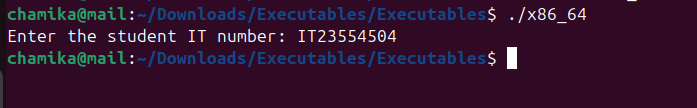 chamika@mail:~/Downloads/Executables/Executables$ ./x86_64
Enter the student IT number: IT23554504
chamika@mail:~/Downloads/Executables/Executables$